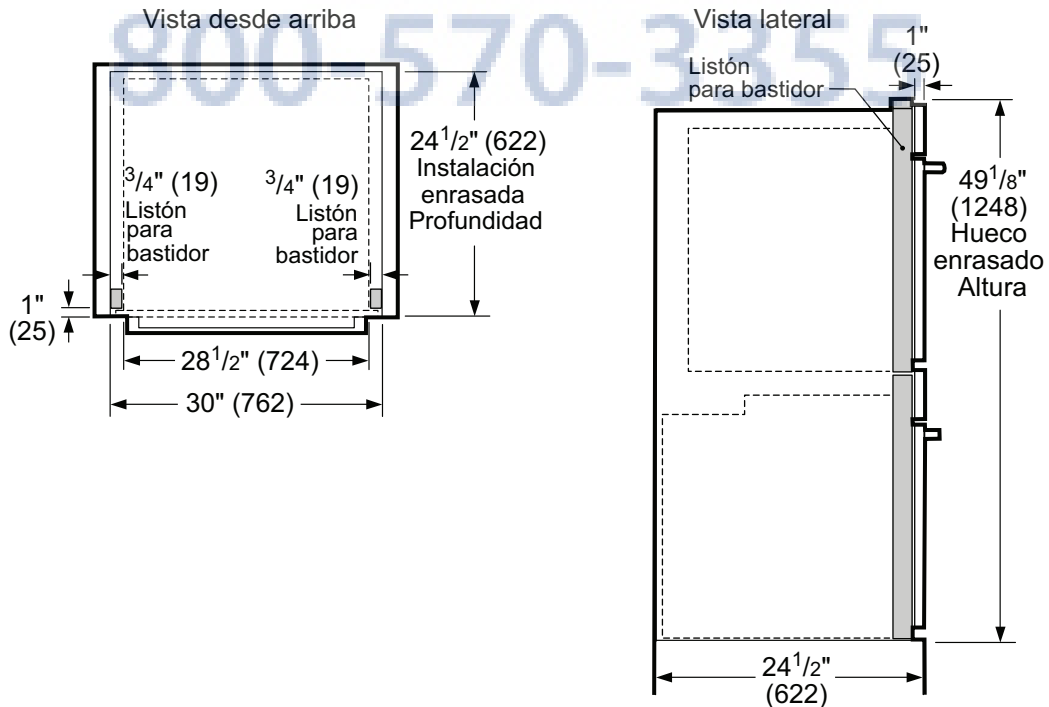 800-570-3355
Vista desde arriba
24 1/2" (622)
Instalación
enrasada
Profundidad
3/4" (19)
Listón
para
bastidor
3/4" (19)
Listón
para
bastidor
1"
(25)
28 1/2" (724)
30" (762)
Vista lateral
1"
(25)
Listón
para bastidor
49 1/8"
(1248)
Hueco
enrasado
Altura
24 1/2"
(622)